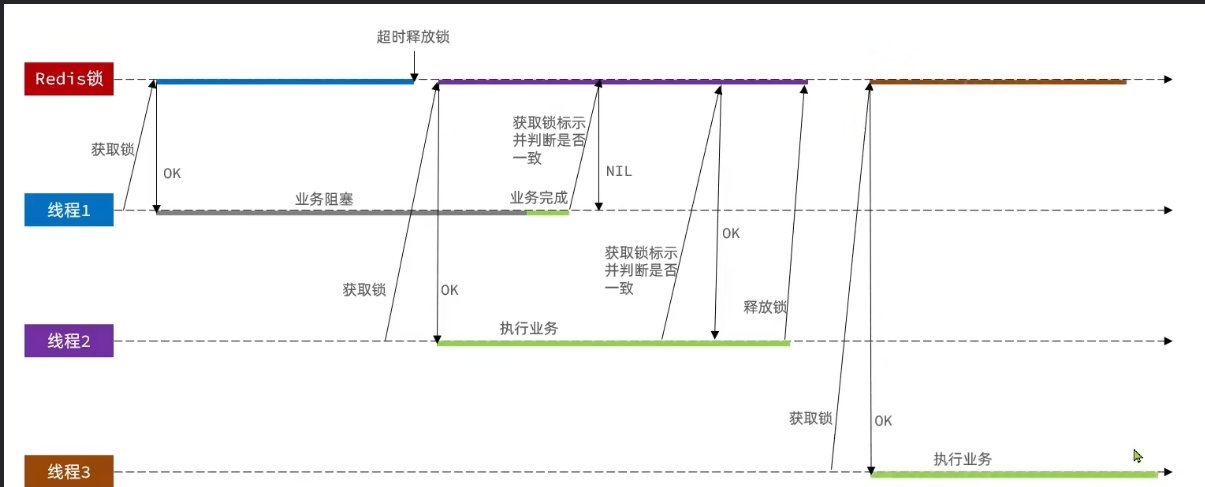 超时释放锁
Redis锁
获取锁
OK
获取锁标示
并判断是否
一致
NIL
线程1
业务阻塞
业务完成
获取锁
OK
获取锁标示
并判断是否
一致
OK
释放锁
线程2
执行业务
获取锁
OK
线程3
执行业务